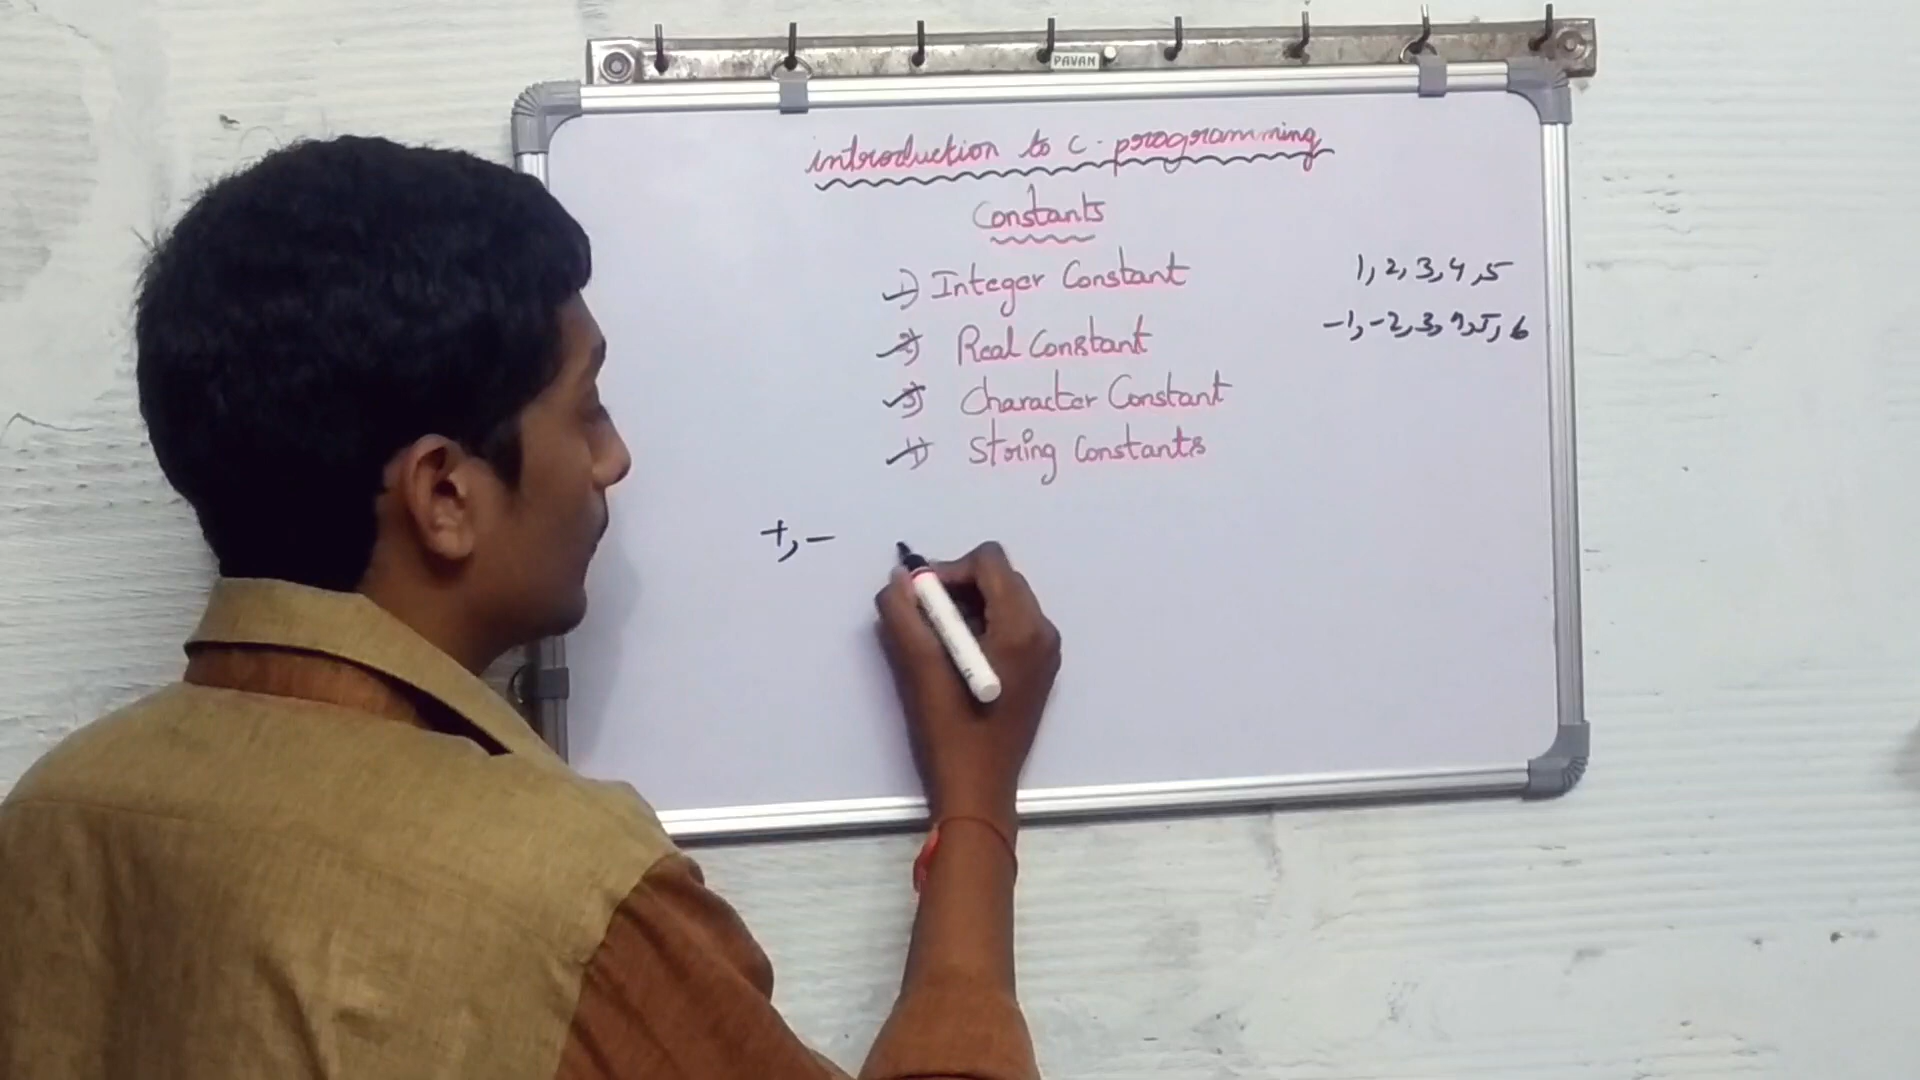 PAVAN
introduction to c. programming
Constants
1) Integer Constant
2) Real Constant
3) Character Constant
4) String Constants
1, 2, 3, 4, 5
-1, -2, 3, 4, 5, 6
+, -